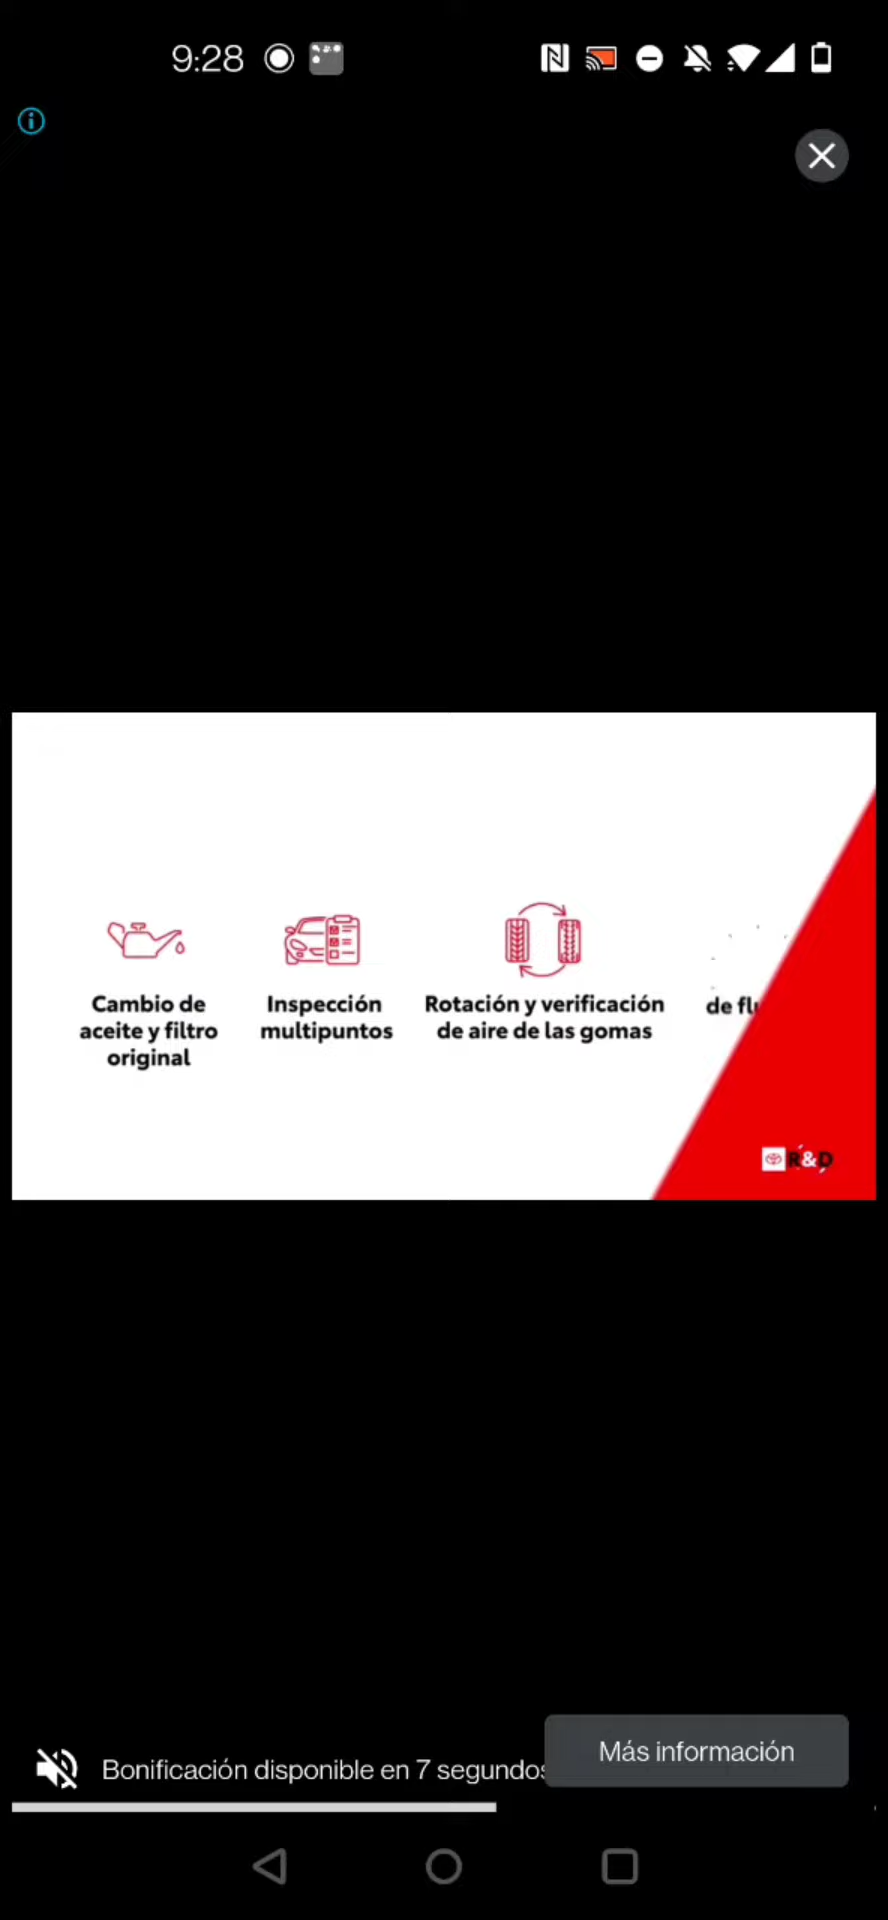 9:28
Cambio de
aceite y filtro
original
Inspección
multipuntos
Rotación y verificación
de aire de las gomas
de
R&D
Bonificación disponible en 7 segundos
Más información